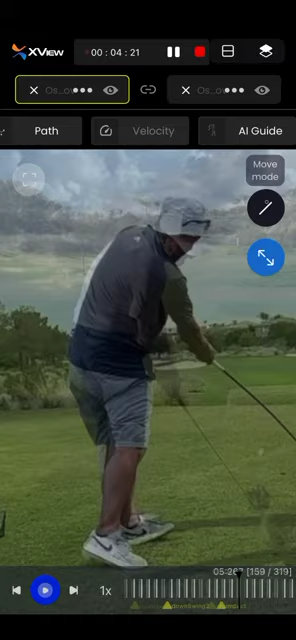 XVIEW
00 : 04 : 21
Path
Velocity
AI Guide
Move
mode
[159 / 319]
1x